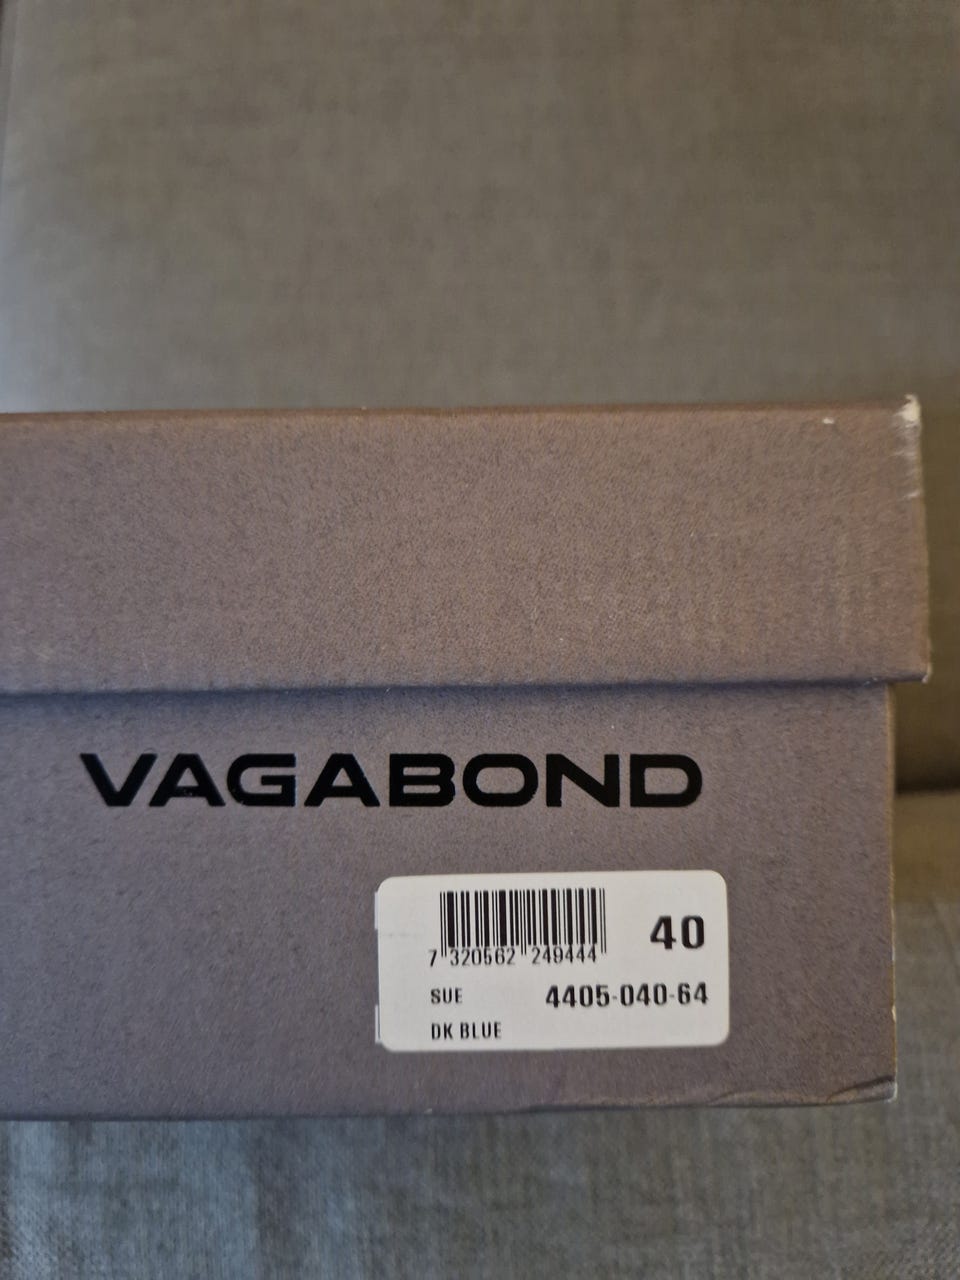 VAGABOND
40
7 320562 249444
SUE 4405-040-64
DK BLUE